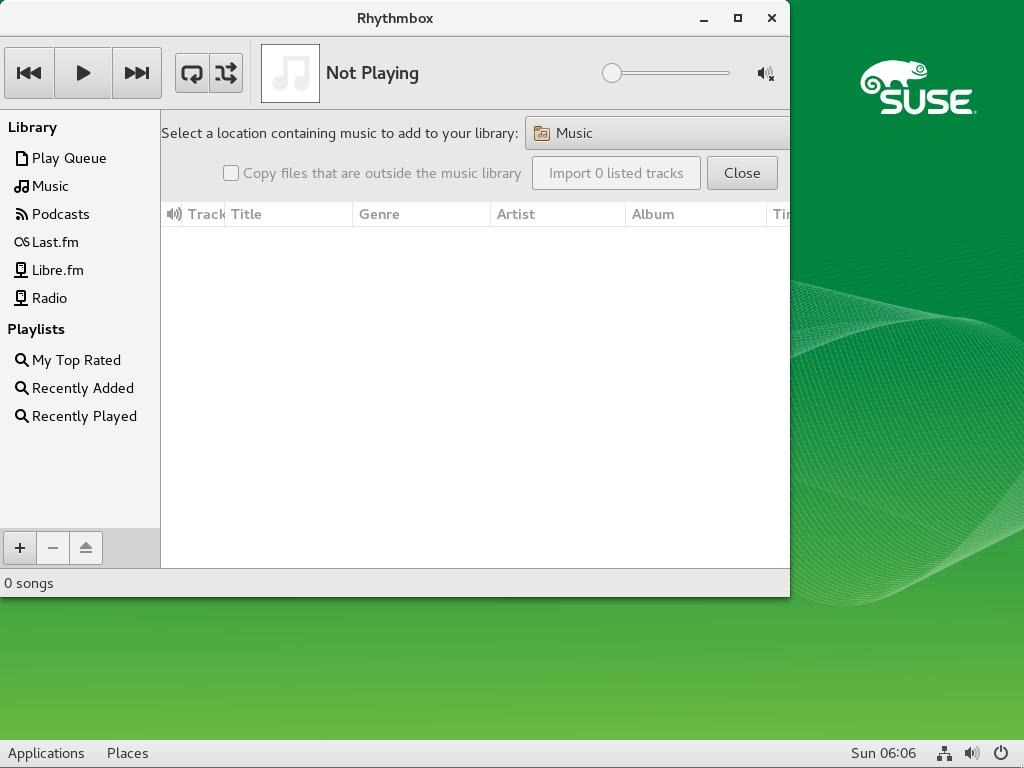 Rhythmbox
Not Playing
SUSE
Library
Play Queue
Music
Podcasts
Last.fm
Libre.fm
Radio
Playlists
My Top Rated
Recently Added
Recently Played
Select a location containing music to add to your library: Music
Copy files that are outside the music library Import 0 listed tracks Close
Track Title Genre Artist Album
0 songs
Applications Places Sun 06:06